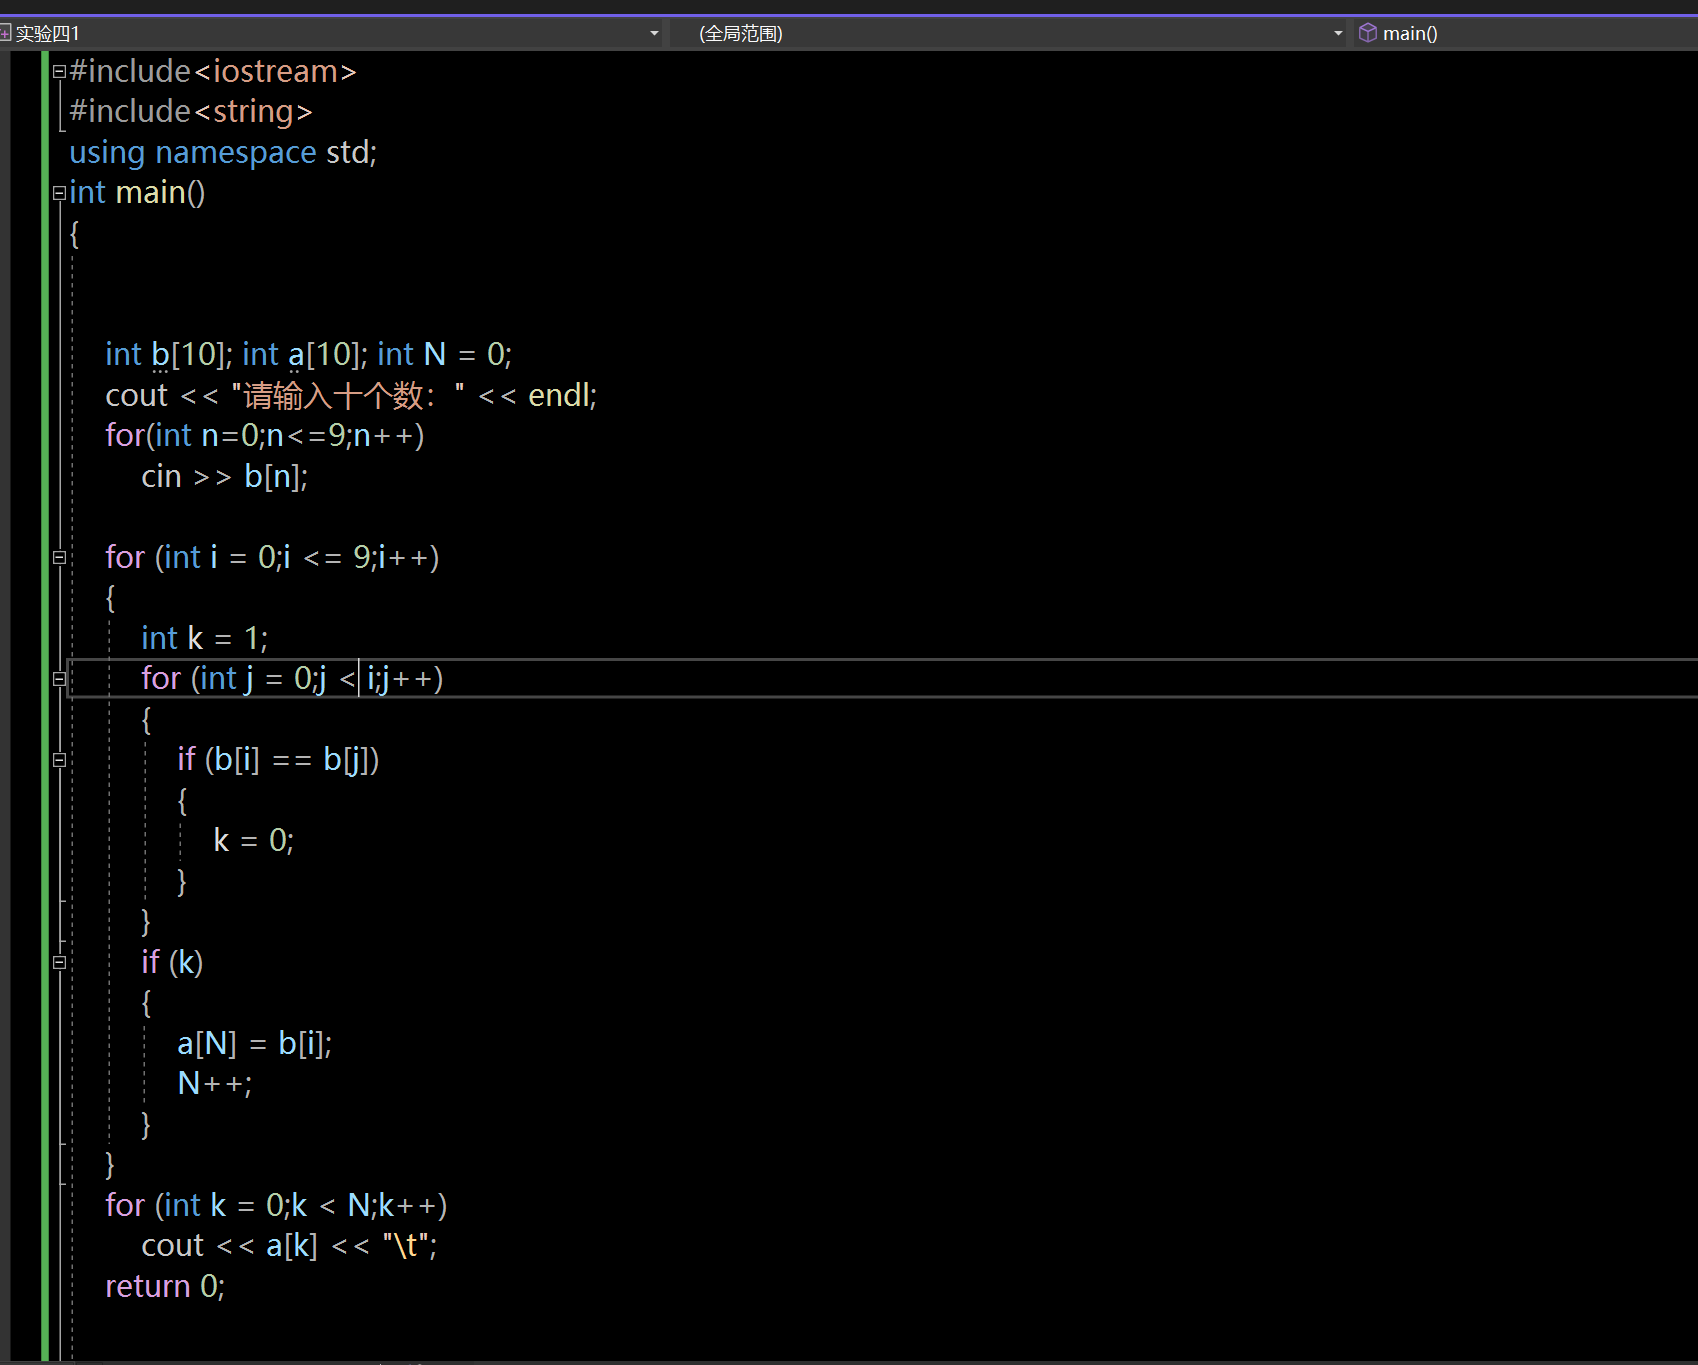 实验四1 (全局范围) main()
#include<iostream>
#include<string>
using namespace std;
int main()
{
int b[10]; int a[10]; int N = 0;
cout << "请输入十个数：" << endl;
for(int n=0;n<=9;n++)
cin >> b[n];
for (int i = 0;i <= 9;i++)
{
int k = 1;
for (int j = 0;j < i;j++)
{
if (b[i] == b[j])
{
k = 0;
}
}
if (k)
{
a[N] = b[i];
N++;
}
}
for (int k = 0;k < N;k++)
cout << a[k] << "\t";
return 0;